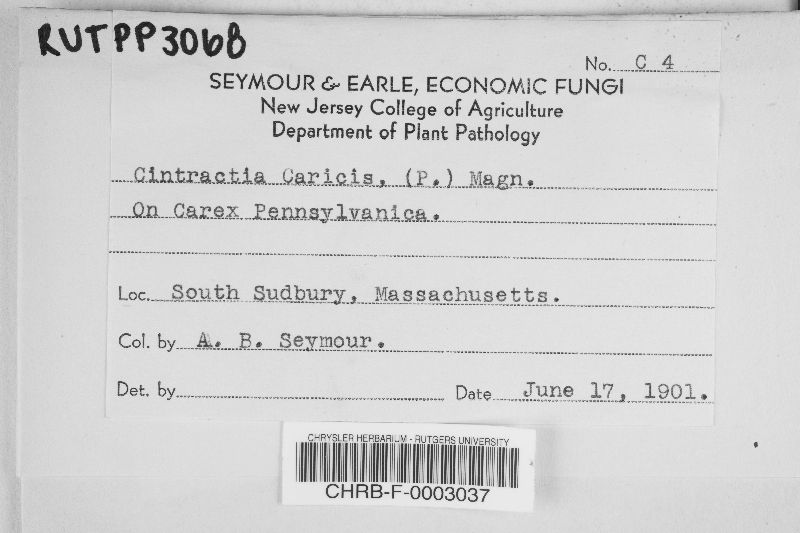 RUTPP3068
No. C 4
SEYMOUR & EARLE, ECONOMIC FUNGI
New Jersey College of Agriculture
Department of Plant Pathology
Cintractia Caricis, (P.) Magn.
On Carex Pennsylvanica.
Loc. South Sudbury, Massachusetts.
Col. by A. B. Seymour.
Det. by Date June 17, 1901.
CHRYSLER HERBARIUM - RUTGERS UNIVERSITY
CHRB-F-0003037